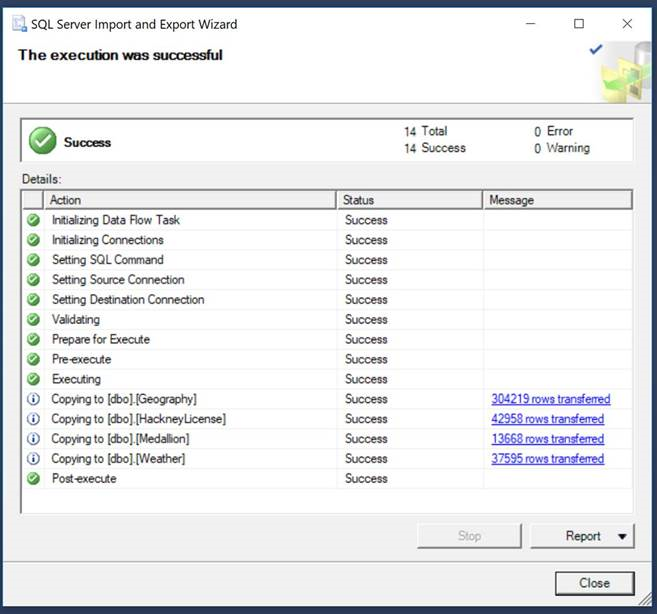 SQL Server Import and Export Wizard
The execution was successful
Success
14 Total 0 Error
14 Success 0 Warning
Details:
Action Status Message
Initializing Data Flow Task Success
Initializing Connections Success
Setting SQL Command Success
Setting Source Connection Success
Setting Destination Connection Success
Validating Success
Prepare for Execute Success
Pre-execute Success
Executing Success
Copying to [dbo].[Geography] Success 304219 rows transferred
Copying to [dbo].[HackneyLicense] Success 42958 rows transferred
Copying to [dbo].[Medallion] Success 13668 rows transferred
Copying to [dbo].[Weather] Success 37595 rows transferred
Post-execute Success
Stop Report
Close